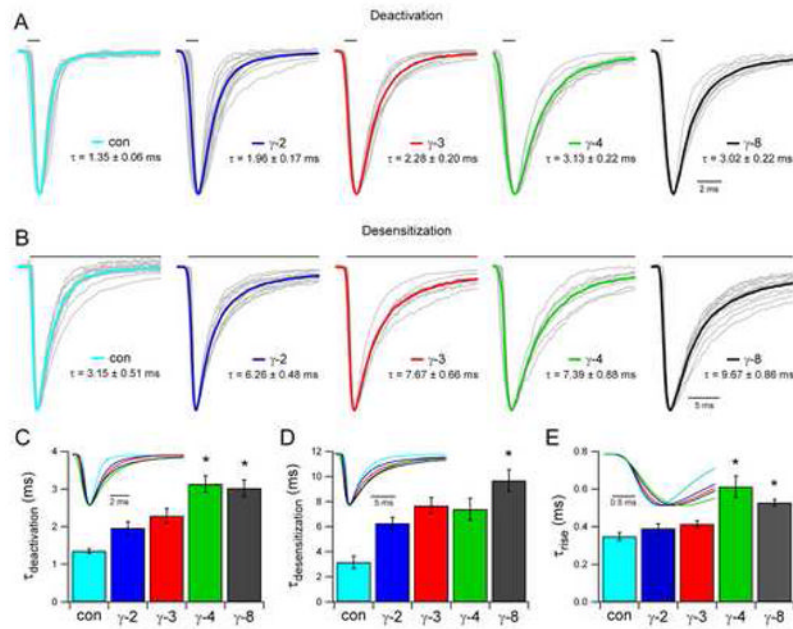 A
Deactivation
con
τ = 1.35 ± 0.06 ms
γ-2
τ = 1.96 ± 0.17 ms
γ-3
τ = 2.28 ± 0.20 ms
γ-4
τ = 3.13 ± 0.22 ms
γ-8
τ = 3.02 ± 0.22 ms
2 ms
B
Desensitization
con
τ = 3.15 ± 0.51 ms
γ-2
τ = 6.26 ± 0.48 ms
γ-3
τ = 7.67 ± 0.66 ms
γ-4
τ = 7.39 ± 0.88 ms
γ-8
τ = 9.67 ± 0.86 ms
5 ms
C
τdeactivation (ms)
4
3
2
1
0
2 ms
*
*
con γ-2 γ-3 γ-4 γ-8
D
τdesensitization (ms)
12
10
8
6
4
2
0
5 ms
*
con γ-2 γ-3 γ-4 γ-8
E
τrise (ms)
0.8
0.6
0.4
0.2
0
0.5 ms
*
*
con γ-2 γ-3 γ-4 γ-8